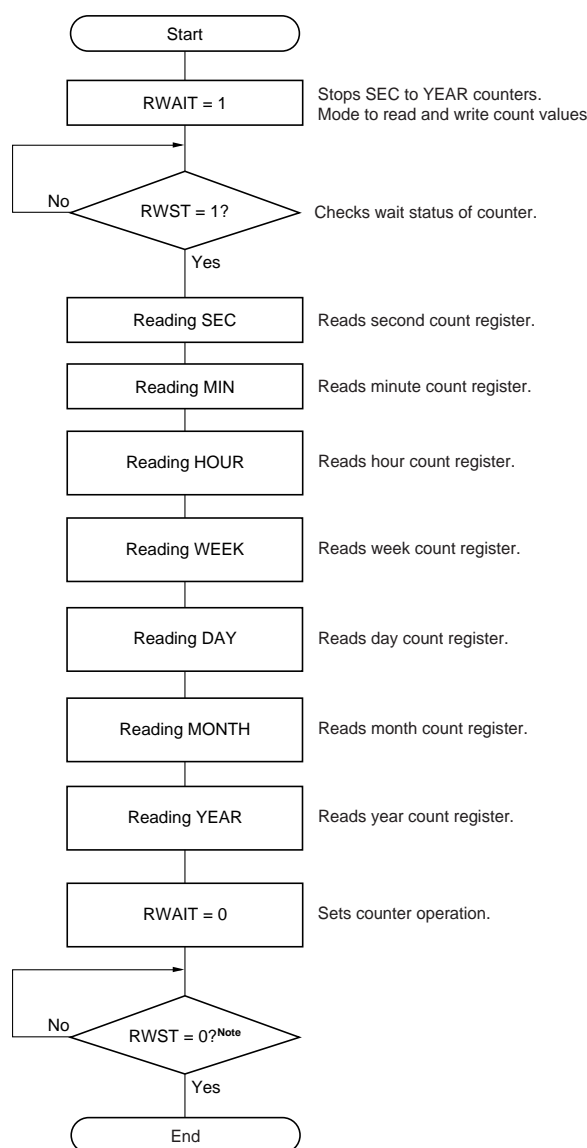 Start
RWAIT = 1
Stops SEC to YEAR counters.
Mode to read and write count values
No
RWST = 1?
Checks wait status of counter.
Yes
Reading SEC
Reads second count register.
Reading MIN
Reads minute count register.
Reading HOUR
Reads hour count register.
Reading WEEK
Reads week count register.
Reading DAY
Reads day count register.
Reading MONTH
Reads month count register.
Reading YEAR
Reads year count register.
RWAIT = 0
Sets counter operation.
No
RWST = 0?Note
Yes
End